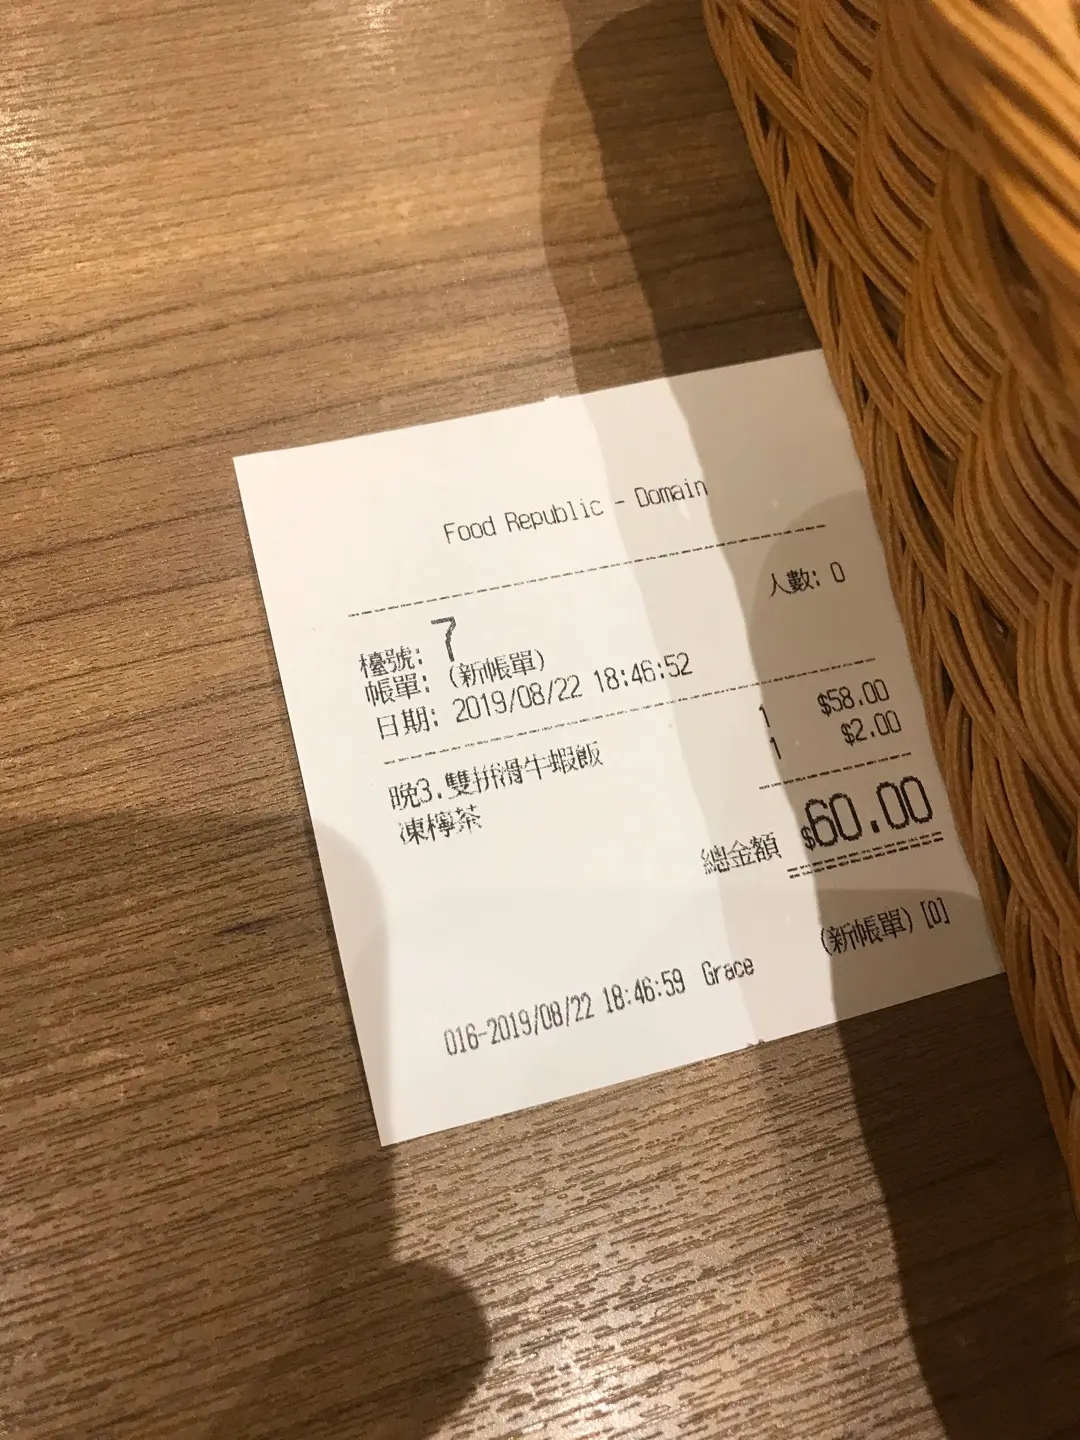 Food Republic - Domain
人數: 0
檯號: 7
帳單: (新帳單)
日期: 2019/08/22 18:46:52
晚3.雙拼滑牛蝦飯 1 $58.00
凍檸茶 1 $2.00
總金額 $60.00
(新帳單) [0]
016-2019/08/22 18:46:59 Grace